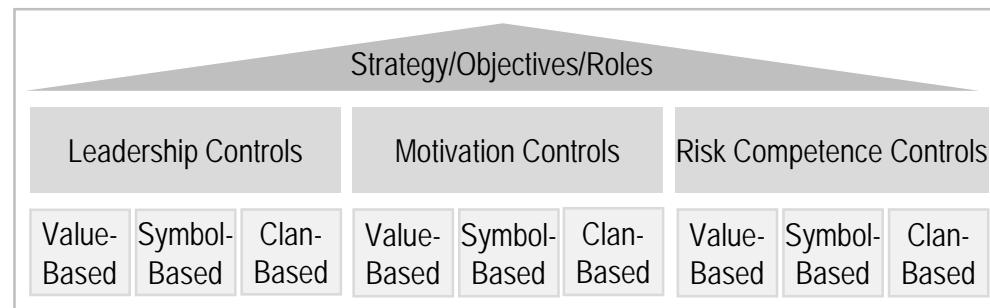 Strategy/Objectives/Roles
Leadership Controls
Motivation Controls
Risk Competence Controls
Value-
Based
Symbol-
Based
Clan-
Based
Value-
Based
Symbol-
Based
Clan-
Based
Value-
Based
Symbol-
Based
Clan-
Based